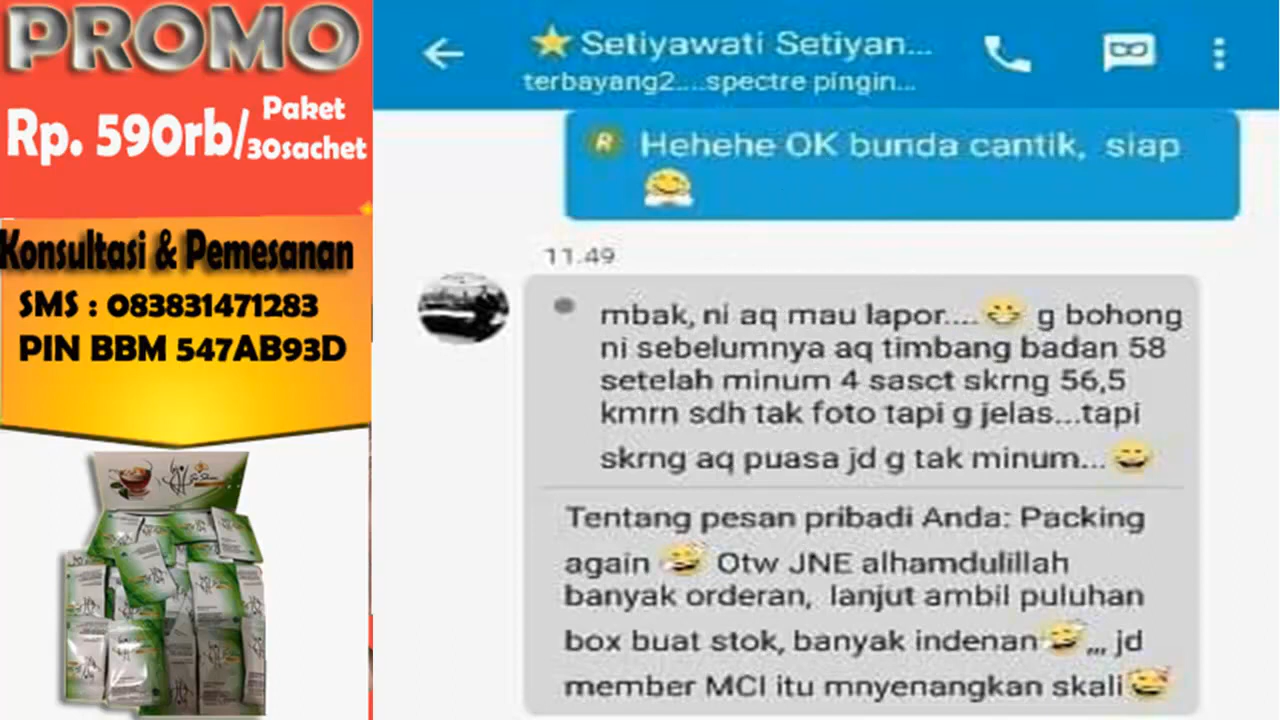 PROMO
Rp. 590rb/
Paket
30sachet
Konsultasi & Pemesanan
SMS : 083831471283
PIN BBM 547AB93D
Setiyawati Setiyan...
terbayang2....spectre pingin...
R Hehehe OK bunda cantik, siap
🤗
11.49
mbak, ni aq mau lapor....😁 g bohong
ni sebelumnya aq timbang badan 58
setelah minum 4 sasct skrng 56,5
kmrn sdh tak foto tapi g jelas...tapi
skrng aq puasa jd g tak minum...😄
Tentang pesan pribadi Anda: Packing
again 😅 Otw JNE alhamdulillah
banyak orderan, lanjut ambil puluhan
box buat stok, banyak indenan😅,,, jd
member MCI itu mnyenangkan skali😅